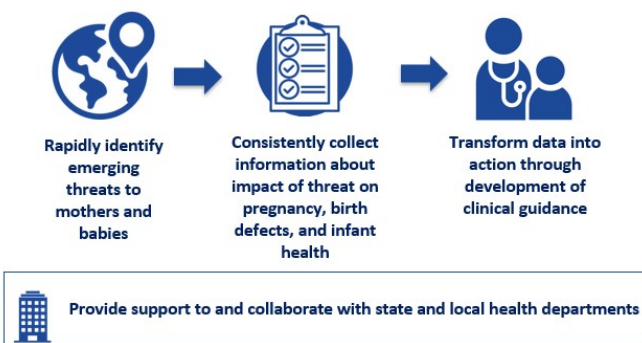 Rapidly identify
emerging
threats to
mothers and
babies
Consistently collect
information about
impact of threat on
pregnancy, birth
defects, and infant
health
Transform data into
action through
development of
clinical guidance
Provide support to and collaborate with state and local health departments